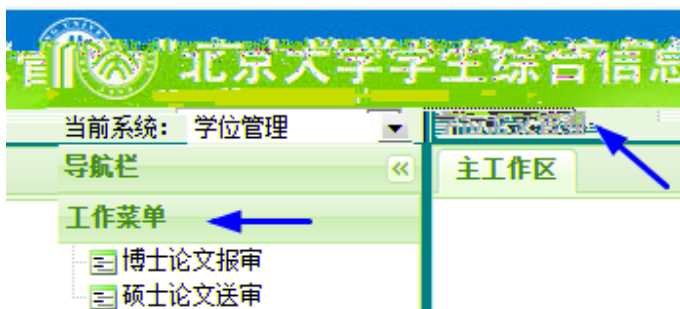 北京大学学生综合信息
当前系统： 学位管理
导航栏
主工作区
工作菜单
博士论文报审
硕士论文送审